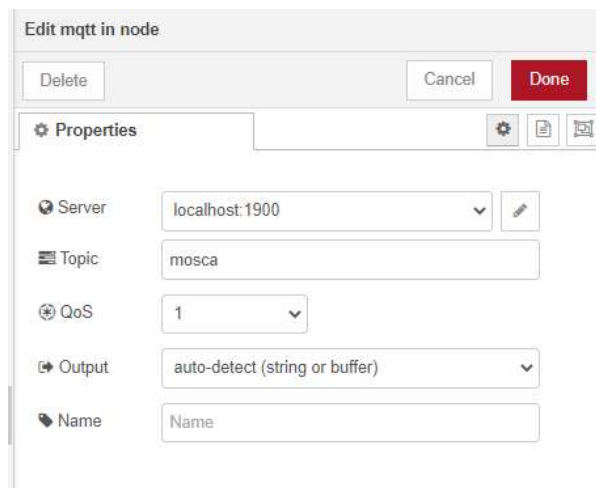 Edit mqtt in node
Delete Cancel Done
Properties
Server localhost:1900
Topic mosca
QoS 1
Output auto-detect (string or buffer)
Name Name